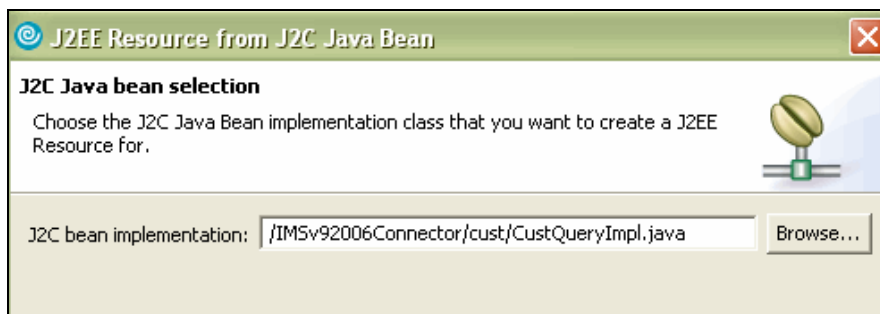 J2EE Resource from J2C Java Bean
J2C Java bean selection
Choose the J2C Java Bean implementation class that you want to create a J2EE
Resource for.
J2C bean implementation: /IMSv92006Connector/cust/CustQueryImpl.java Browse...